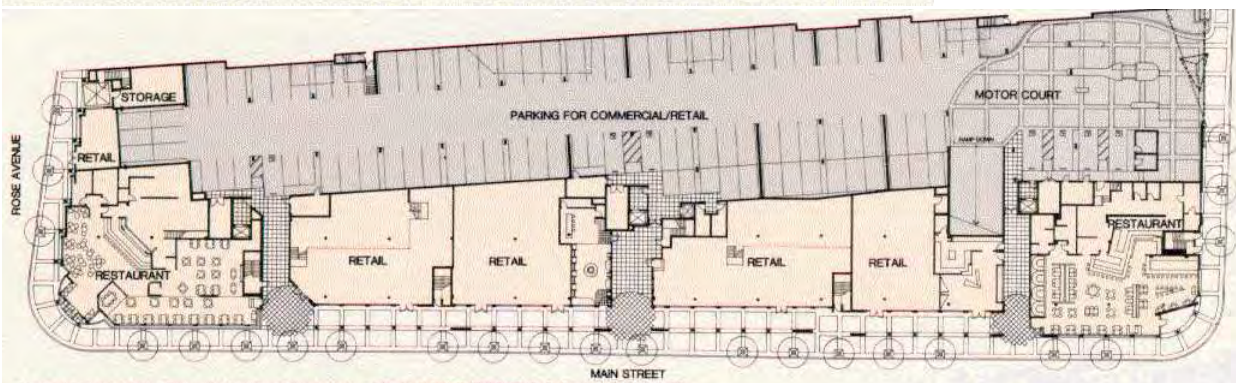 STORAGE
PARKING FOR COMMERCIAL/RETAIL
MOTOR COURT
RAMP DOWN
ROSE AVENUE
RETAIL
RESTAURANT
RETAIL
RETAIL
RETAIL
RETAIL
RESTAURANT
MAIN STREET